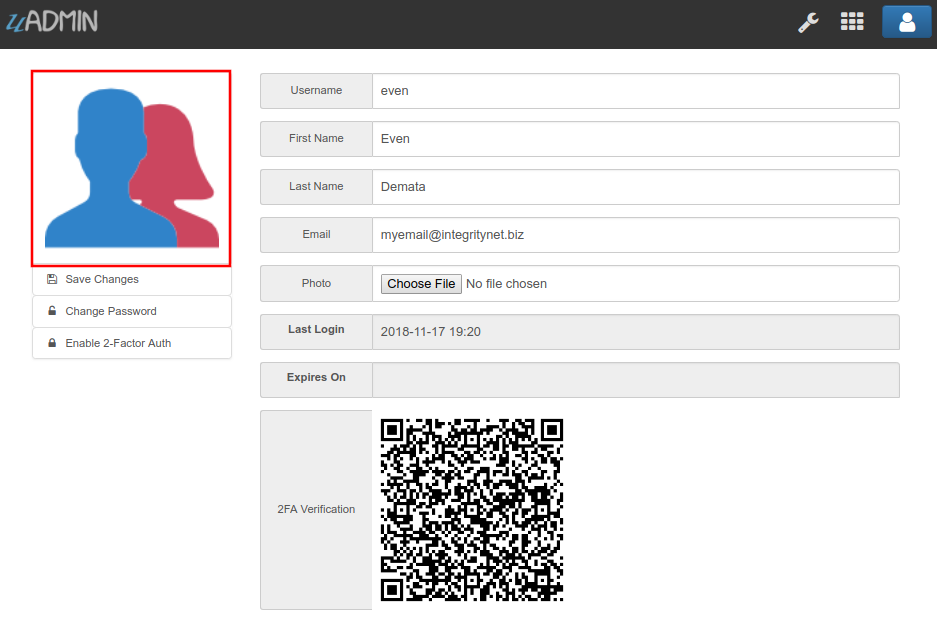 uADMIN
Username even
First Name Even
Last Name Demata
Email myemail@integritynet.biz
Photo Choose File No file chosen
Save Changes
Change Password
Enable 2-Factor Auth
Last Login 2018-11-17 19:20
Expires On
2FA Verification